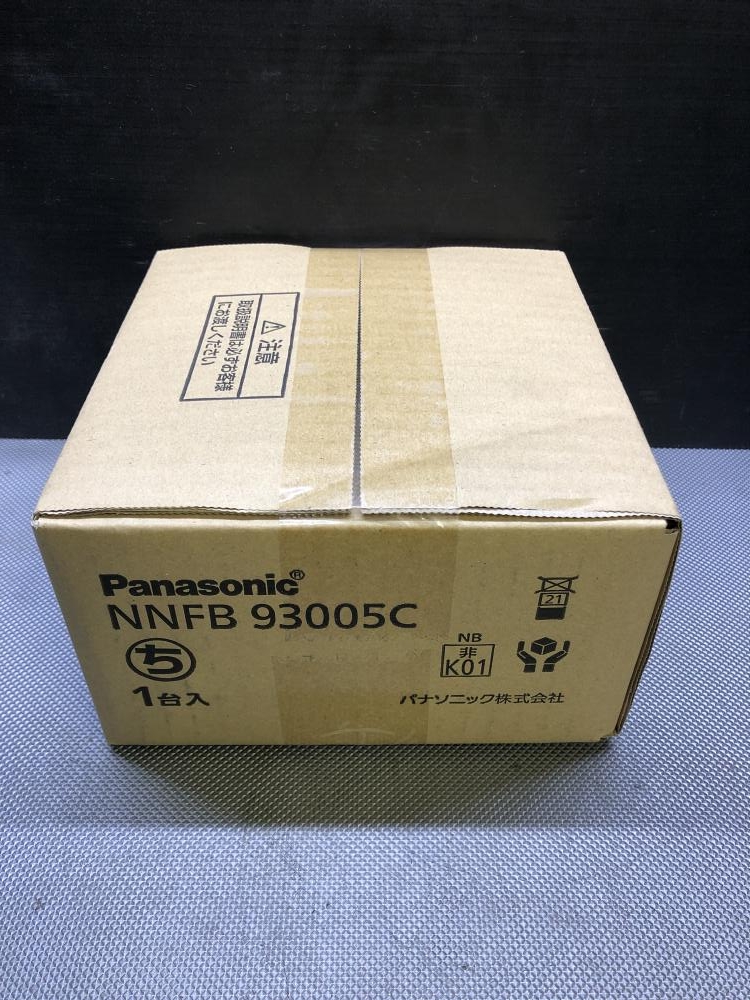 ⚠ 注意
取扱説明書は必ずお客様
にお渡しください
Panasonic®
NNFB 93005C
ち
1台入
21
NB
非
K01
パナソニック株式会社